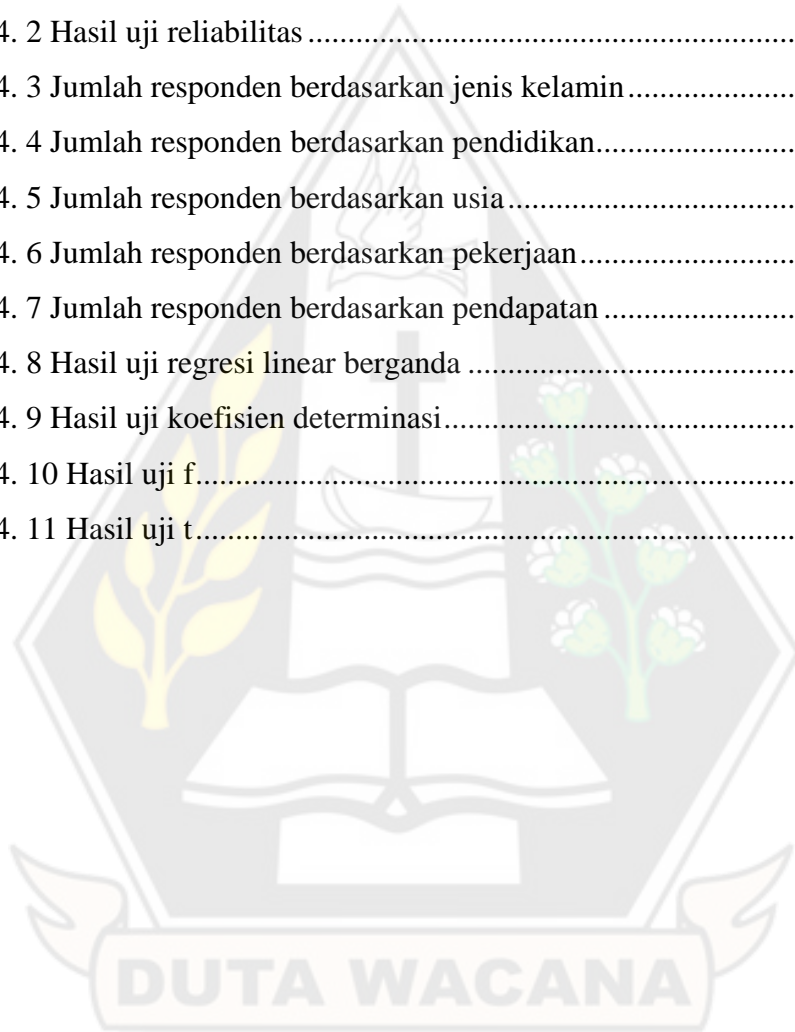 4. 2 Hasil uji reliabilitas ..........................................................
4. 3 Jumlah responden berdasarkan jenis kelamin ....................
4. 4 Jumlah responden berdasarkan pendidikan........................
4. 5 Jumlah responden berdasarkan usia ..................................
4. 6 Jumlah responden berdasarkan pekerjaan ..........................
4. 7 Jumlah responden berdasarkan pendapatan .......................
4. 8 Hasil uji regresi linear berganda .......................................
4. 9 Hasil uji koefisien determinasi..........................................
4. 10 Hasil uji f.........................................................................
4. 11 Hasil uji t.........................................................................
DUTA WACANA